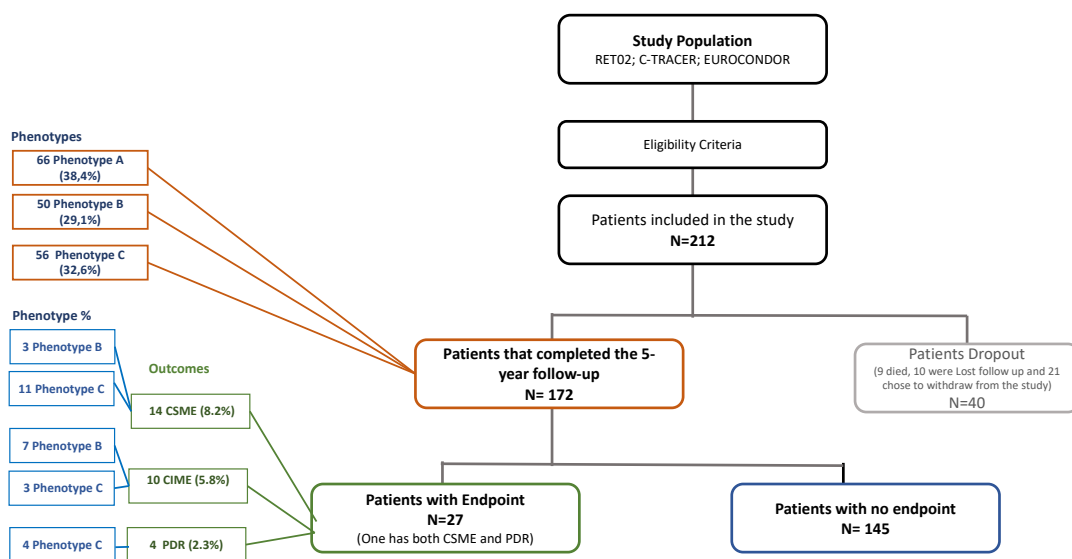 Study Population
RET02; C-TRACER; EUROCONDOR
Eligibility Criteria
Patients included in the study
N=212
Phenotypes
66 Phenotype A
(38,4%)
50 Phenotype B
(29,1%)
56 Phenotype C
(32,6%)
Patients that completed the 5-
year follow-up
N= 172
Patients Dropout
(9 died, 10 were Lost follow up and 21
chose to withdraw from the study)
N=40
Phenotype %
3 Phenotype B
11 Phenotype C
7 Phenotype B
3 Phenotype C
4 Phenotype C
Outcomes
14 CSME (8.2%)
10 CIME (5.8%)
4 PDR (2.3%)
Patients with Endpoint
N=27
(One has both CSME and PDR)
Patients with no endpoint
N= 145